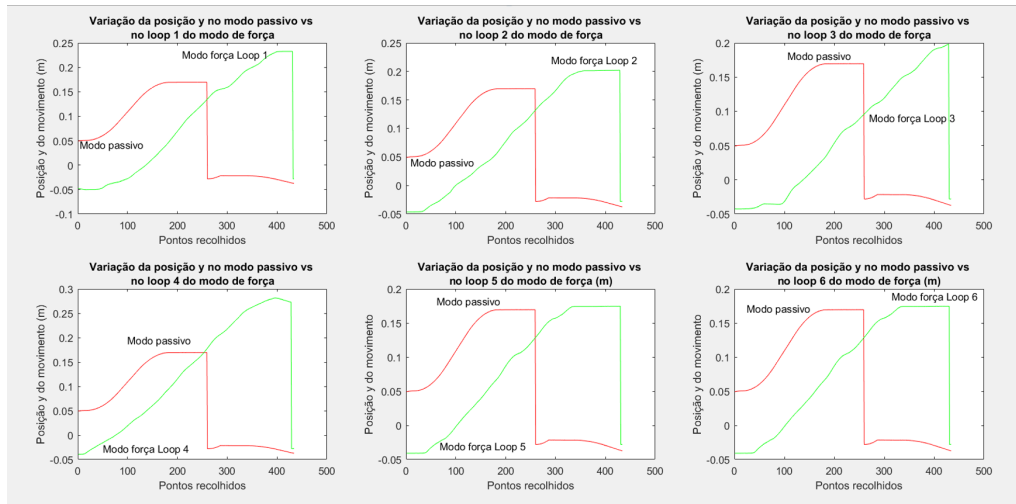 Variação da posição y no modo passivo vs
no loop 1 do modo de força
Posição y do movimento (m)
0.25
0.2
0.15
0.1
0.05
0
-0.05
-0.1
Modo força Loop 1
Modo passivo
0 100 200 300 400 500
Pontos recolhidos
Variação da posição y no modo passivo vs
no loop 2 do modo de força
Posição y do movimento (m)
0.25
0.2
0.15
0.1
0.05
0
-0.05
Modo força Loop 2
Modo passivo
0 100 200 300 400 500
Pontos recolhidos
Variação da posição y no modo passivo vs
no loop 3 do modo de força
Posição y do movimento (m)
0.2
0.15
0.1
0.05
0
-0.05
Modo passivo
Modo força Loop 3
0 100 200 300 400 500
Pontos recolhidos
Variação da posição y no modo passivo vs
no loop 4 do modo de força
Posição y do movimento (m)
0.3
0.25
0.2
0.15
0.1
0.05
0
-0.05
Modo passivo
Modo força Loop 4
0 100 200 300 400 500
Pontos recolhidos
Variação da posição y no modo passivo vs
no loop 5 do modo de força (m)
Posição y do movimento
0.2
0.15
0.1
0.05
0
-0.05
Modo passivo
Modo força Loop 5
0 100 200 300 400 500
Pontos recolhidos
Variação da posição y no modo passivo vs
no loop 6 do modo de força (m)
Posição y do movimento
0.2
0.15
0.1
0.05
0
-0.05
Modo força Loop 6
Modo passivo
0 100 200 300 400 500
Pontos recolhidos